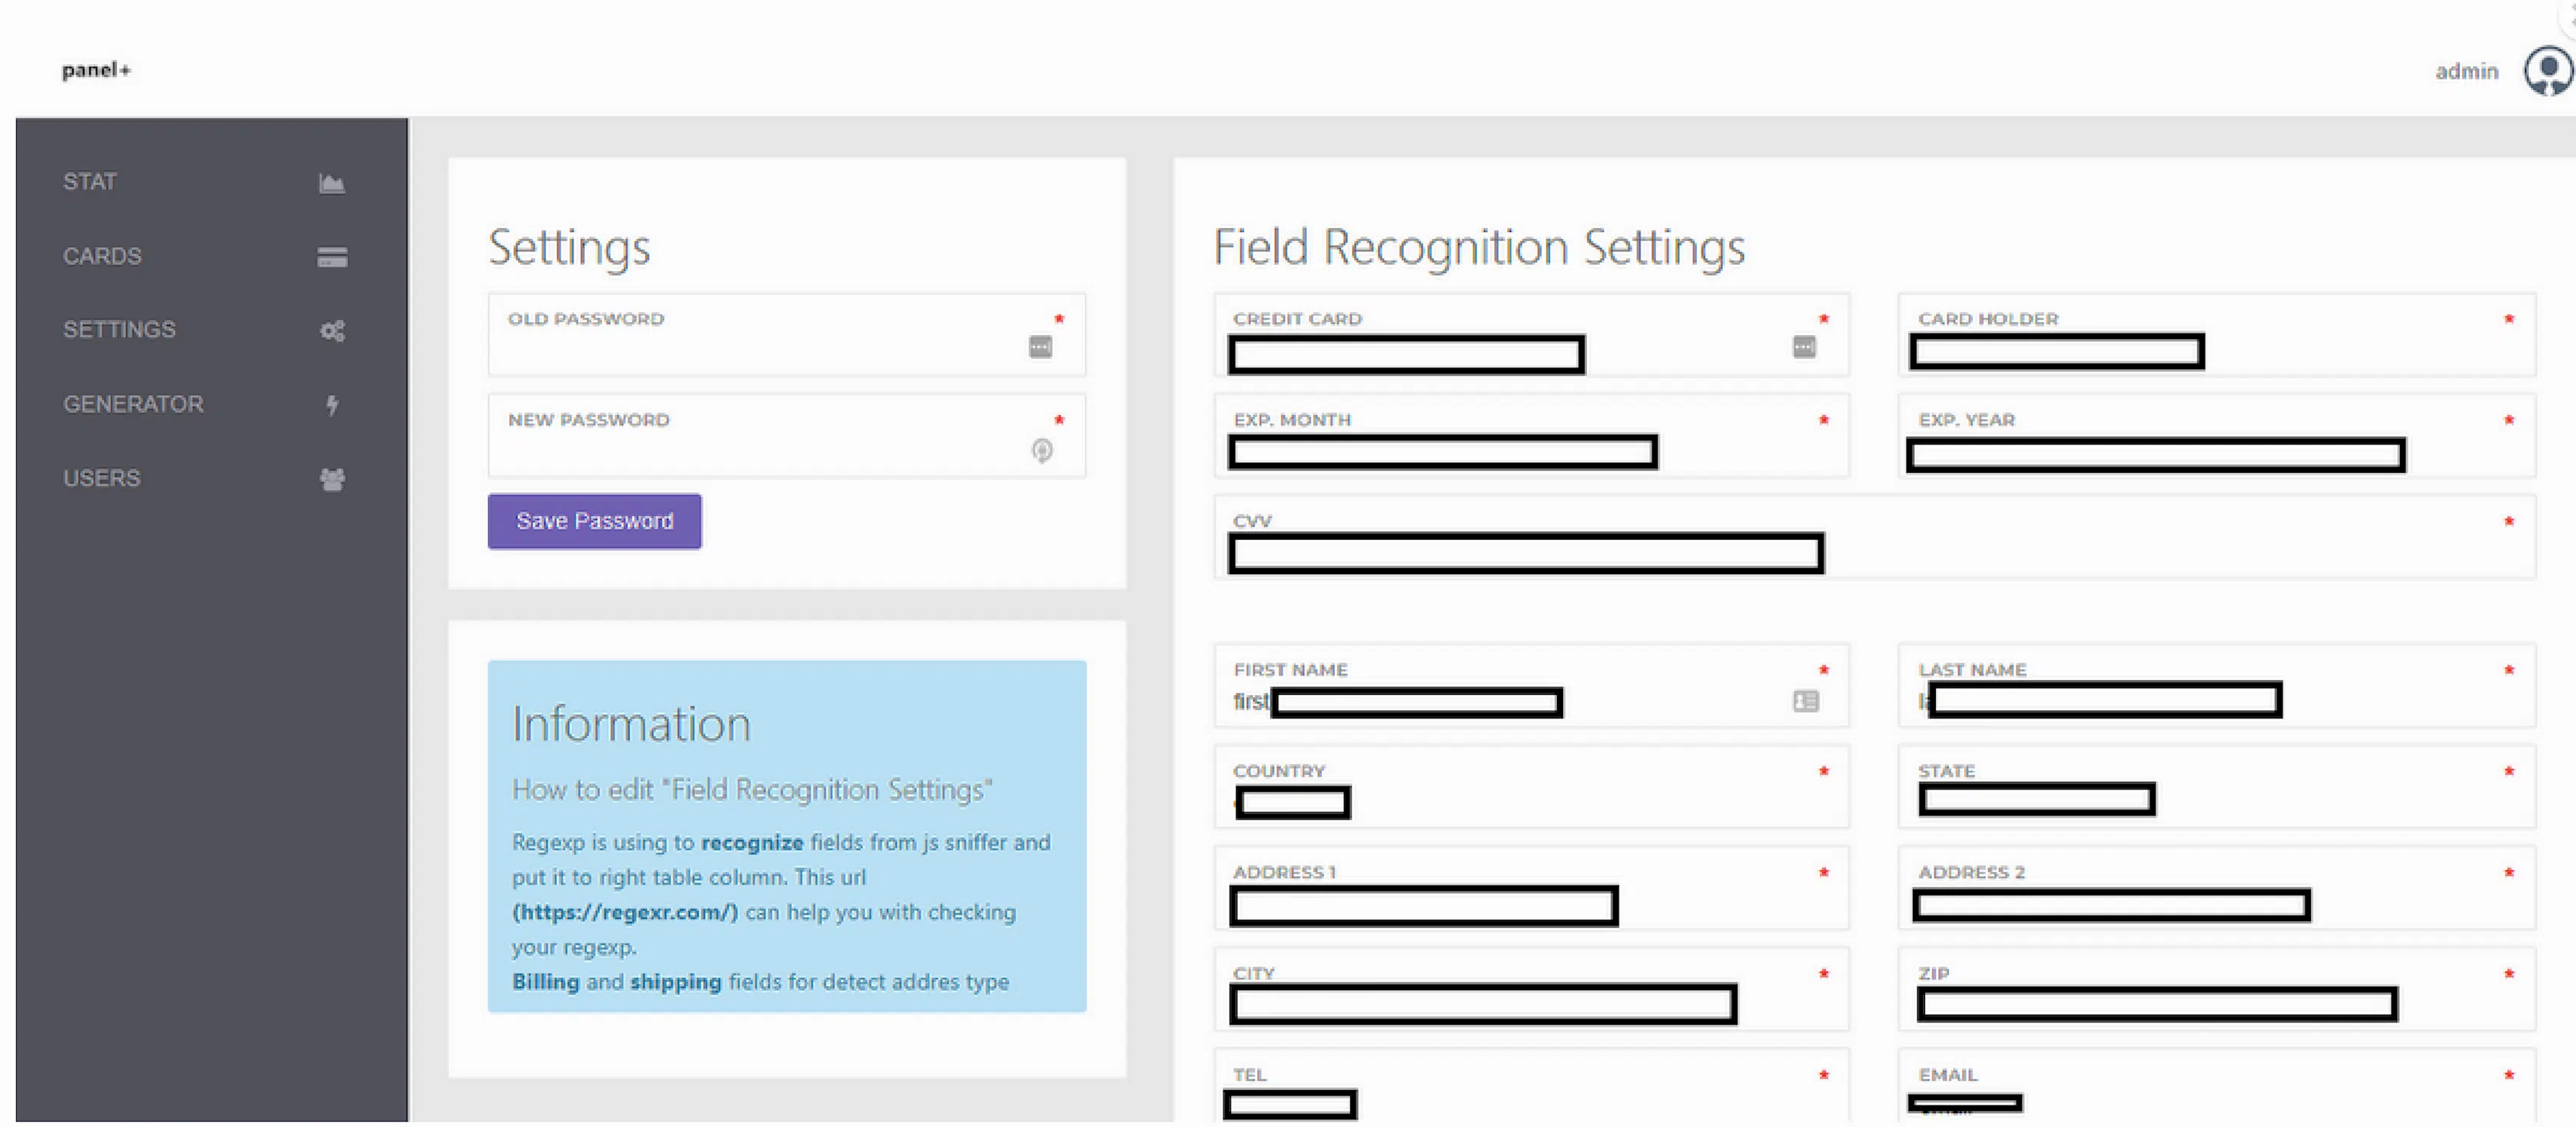 panel+
admin
STAT
CARDS
SETTINGS
GENERATOR
USERS
Settings
OLD PASSWORD *
NEW PASSWORD *
Save Password
Information
How to edit "Field Recognition Settings"
Regexp is using to recognize fields from js sniffer and
put it to right table column. This url
(https://regexr.com/) can help you with checking
your regexp.
Billing and shipping fields for detect addres type
Field Recognition Settings
CREDIT CARD *
CARD HOLDER *
EXP. MONTH *
EXP. YEAR *
CVV *
FIRST NAME *
first
LAST NAME *
COUNTRY *
STATE *
ADDRESS 1 *
ADDRESS 2 *
CITY *
ZIP *
TEL *
EMAIL *